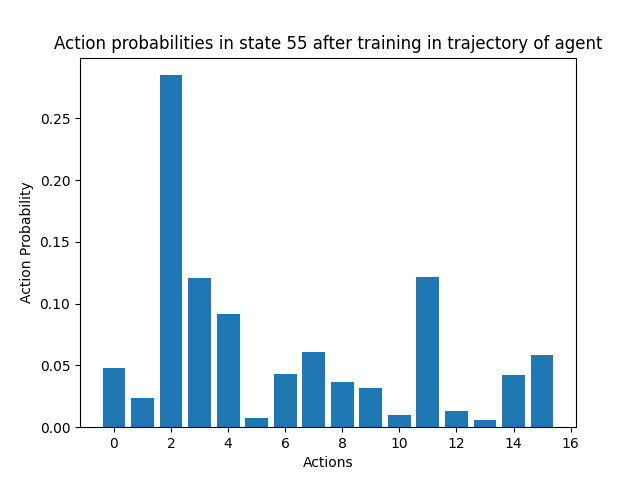 Action probabilities in state 55 after training in trajectory of agent
Action Probability
0.25
0.20
0.15
0.10
0.05
0.00
0 2 4 6 8 10 12 14 16
Actions